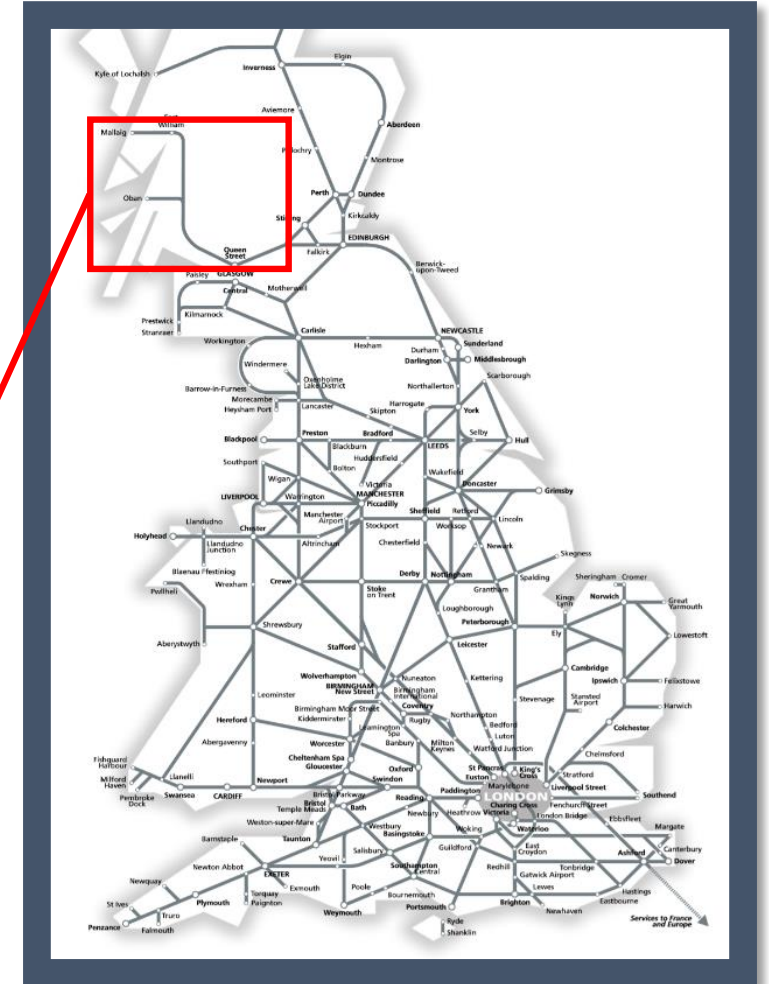 Elgin
Inverness
Kyle of Lochalsh
Aviemore
Aberdeen
William
Mallaig
Pitlochry
Montrose
Perth
Dundee
Oban
Stirling
Kirkcaldy
EDINBURGH
Queen
Street
Falkirk
Berwick-
upon-Tweed
Paisley
GLASGOW
Central
Motherwell
Kilmarnock
Prestwick
Stranraer
Carlisle
NEWCASTLE
Workington
Hexham
Durham
Sunderland
Darlington
Middlesbrough
Windermere
Scarborough
Oxenholme
Lake District
Northallerton
Barrow-in-Furness
Morecambe
Heysham Port
Lancaster
Harrogate
York
Skipton
Blackpool
Preston
Bradford
LEEDS
Selby
Hull
Blackburn
Huddersfield
Southport
Bolton
Wakefield
Wigan
Victoria
Doncaster
LIVERPOOL
Warrington
MANCHESTER
Piccadilly
Grimsby
Manchester
Airport
Sheffield
Retford
Llandudno
Chester
Stockport
Worksop
Lincoln
Holyhead
Llandudno
Junction
Altrincham
Chesterfield
Newark
Skegness
Blaenau Ffestiniog
Wrexham
Crewe
Derby
Nottingham
Spalding
Sheringham
Cromer
Pwllheli
Stoke
on Trent
Grantham
Kings
Lynn
Norwich
Great
Yarmouth
Loughborough
Peterborough
Shrewsbury
Ely
Lowestoft
Aberystwyth
Stafford
Leicester
Wolverhampton
Nuneaton
Kettering
Cambridge
BIRMINGHAM
New Street
Birmingham
International
Ipswich
Felixstowe
Leominster
Birmingham Moor Street
Coventry
Stevenage
Stansted
Airport
Harwich
Hereford
Kidderminster
Rugby
Northampton
Leamington
Spa
Bedford
Colchester
Abergavenny
Worcester
Banbury
Milton
Keynes
Luton
Watford Junction
Chelmsford
Fishguard
Harbour
Cheltenham Spa
Gloucester
Oxford
St Pancras
King's
Cross
Milford
Haven
Llanelli
Newport
Swindon
Euston
Stratford
Pembroke
Dock
Swansea
CARDIFF
Bristol Parkway
Reading
Paddington
Marylebone
LONDON
Liverpool Street
Southend
Bristol
Temple Meads
Bath
Newbury
Heathrow
Victoria
Charing Cross
Fenchurch Street
London Bridge
Ebbsfleet
Weston-super-Mare
Westbury
Basingstoke
Woking
Waterloo
Margate
Barnstaple
Taunton
Salisbury
Guildford
East
Croydon
Canterbury
Newton Abbot
Yeovil
Southampton
Central
Redhill
Gatwick Airport
Tonbridge
Ashford
Dover
Newquay
EXETER
Exmouth
Poole
Lewes
Hastings
Eastbourne
St Ives
Plymouth
Torquay
Paignton
Bournemouth
Portsmouth
Brighton
Newhaven
Truro
Weymouth
Penzance
Falmouth
Ryde
Shanklin
Services to France
and Europe